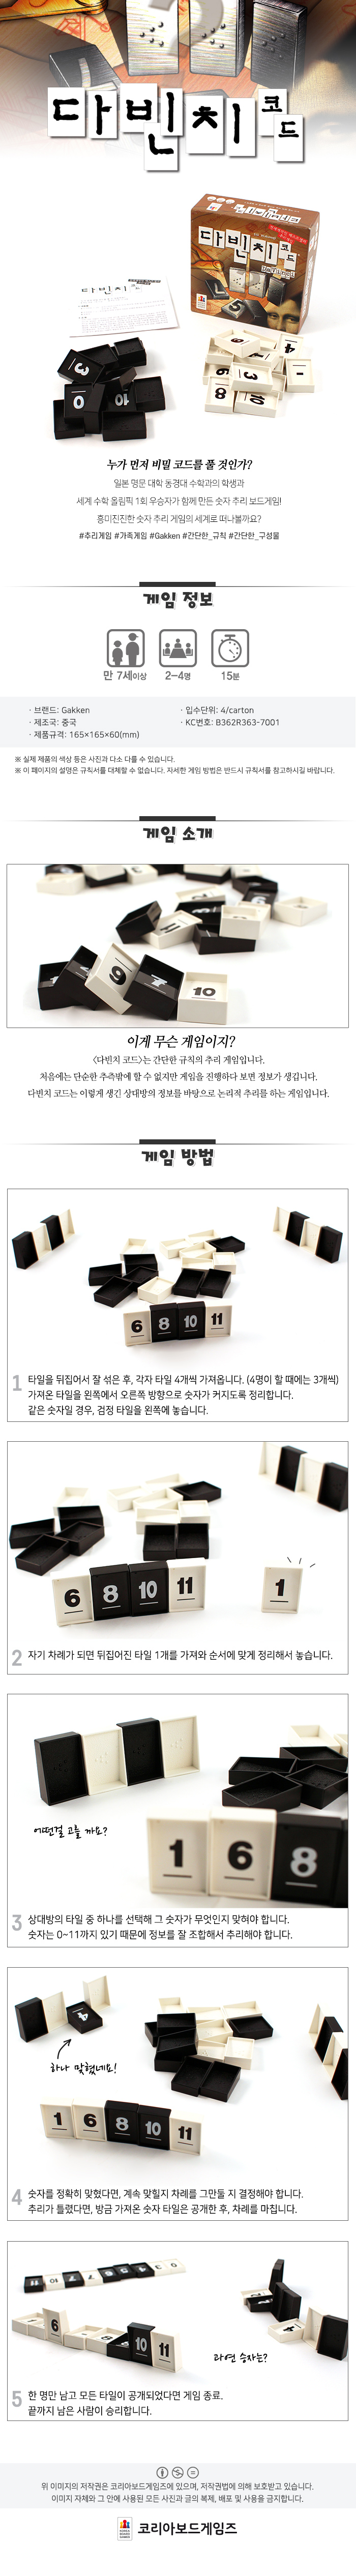 다빈치 코드
다빈치 코드
누가 먼저 비밀 코드를 풀 것인가?
일본 명문 대학 동경대 수학과의 학생과
세계 수학 올림픽 1회 우승자가 함께 만든 숫자 추리 보드게임!
흥미진진한 숫자 추리 게임의 세계로 떠나볼까요?
#추리게임 #가족게임 #Gakken #간단한_규칙 #간단한_구성물
게임 정보
만 7세이상
2-4명
15분
· 브랜드: Gakken
· 제조국: 중국
· 제품규격: 165×165×60(mm)
· 입수단위: 4/carton
· KC번호: B362R363-7001
※ 실제 제품의 색상 등은 사진과 다소 다를 수 있습니다.
※ 이 페이지의 설명은 규칙서를 대체할 수 없습니다. 자세한 게임 방법은 반드시 규칙서를 참고하시길 바랍니다.
게임 소개
9
10
이게 무슨 게임이지?
<다빈치 코드>는 간단한 규칙의 추리 게임입니다.
처음에는 단순한 추측밖에 할 수 없지만 게임을 진행하다 보면 정보가 생깁니다.
다빈치 코드는 이렇게 생긴 상대방의 정보를 바탕으로 논리적 추리를 하는 게임입니다.
게임 방법
6 8 10 11
1 타일을 뒤집어서 잘 섞은 후, 각자 타일 4개씩 가져옵니다. (4명이 할 때에는 3개씩)
가져온 타일을 왼쪽에서 오른쪽 방향으로 숫자가 커지도록 정리합니다.
같은 숫자일 경우, 검정 타일을 왼쪽에 놓습니다.
6 8 10 11 1
2 자기 차례가 되면 뒤집어진 타일 1개를 가져와 순서에 맞게 정리해서 놓습니다.
어떤걸 고를 까요?
1 6 8
3 상대방의 타일 중 하나를 선택해 그 숫자가 무엇인지 맞혀야 합니다.
숫자는 0~11까지 있기 때문에 정보를 잘 조합해서 추리해야 합니다.
4
하나 맞혔네요!
1 6 8 10 11
4 숫자를 정확히 맞혔다면, 계속 맞힐지 차례를 그만둘 지 결정해야 합니다.
추리가 틀렸다면, 방금 가져온 숫자 타일은 공개한 후, 차례를 마칩니다.
6 8 10 11
과연 승자는?
5 한 명만 남고 모든 타일이 공개되었다면 게임 종료.
끝까지 남은 사람이 승리합니다.
위 이미지의 저작권은 코리아보드게임즈에 있으며, 저작권법에 의해 보호받고 있습니다.
이미지 자체와 그 안에 사용된 모든 사진과 글의 복제, 배포 및 사용을 금지합니다.
코리아보드게임즈